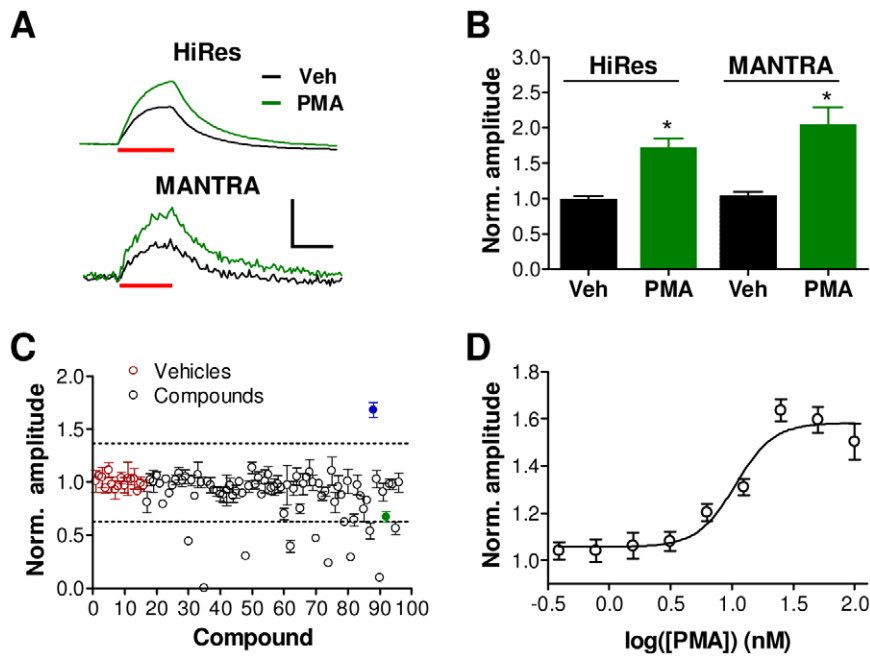 A
HiRes
Veh
PMA
MANTRA
B
HiRes
MANTRA
*
*
Norm. amplitude
3.0
2.5
2.0
1.5
1.0
0.5
0.0
Veh
PMA
Veh
PMA
C
Vehicles
Compounds
Norm. amplitude
2.0
1.5
1.0
0.5
0.0
0 10 20 30 40 50 60 70 80 90 100
Compound
D
Norm. amplitude
1.8
1.6
1.4
1.2
1.0
-0.5 0.0 0.5 1.0 1.5 2.0
log([PMA]) (nM)